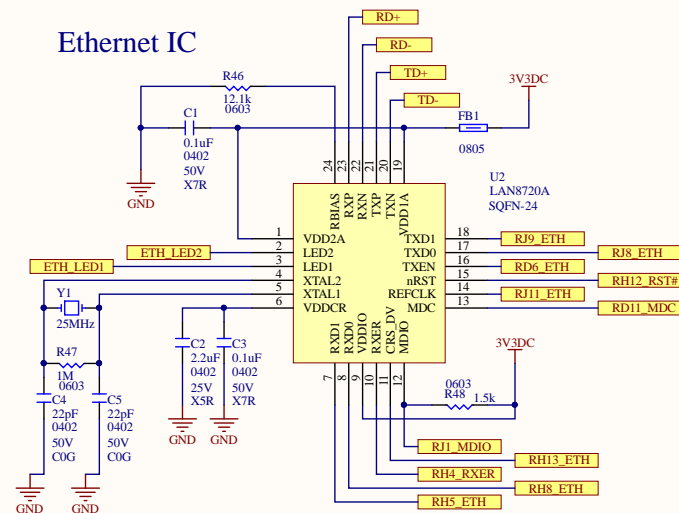 Ethernet IC
RD+
RD-
TD+
TD-
3V3DC
R46
12.1k
0603
C1
0.1uF
0402
50V
X7R
GND
FB1
0805
U2
LAN8720A
SQFN-24
24
23
22
21
20
19
RBIAS
RXP
RXN
TXP
TXN
VDD1A
1
VDD2A
2
LED2
3
LED1
4
XTAL2
5
XTAL1
6
VDDCR
TXD1
18
TXD0
17
TXEN
16
nRST
15
REFCLK
14
MDC
13
RJ9_ETH
RJ8_ETH
RD6_ETH
RH12_RST#
RJ11_ETH
RD11_MDC
ETH_LED2
ETH_LED1
Y1
25MHz
R47
1M
0603
C4
22pF
0402
50V
C0G
C5
22pF
0402
50V
C0G
GND
GND
C2
2.2uF
0402
25V
X5R
C3
0.1uF
0402
50V
X7R
GND
GND
RXD1
RXD0
VDDIO
RXER
CRS_DV
MDIO
7
8
9
10
11
12
3V3DC
0603
R48
1.5k
RJ1_MDIO
RH13_ETH
RH4_RXER
RH8_ETH
RH5_ETH